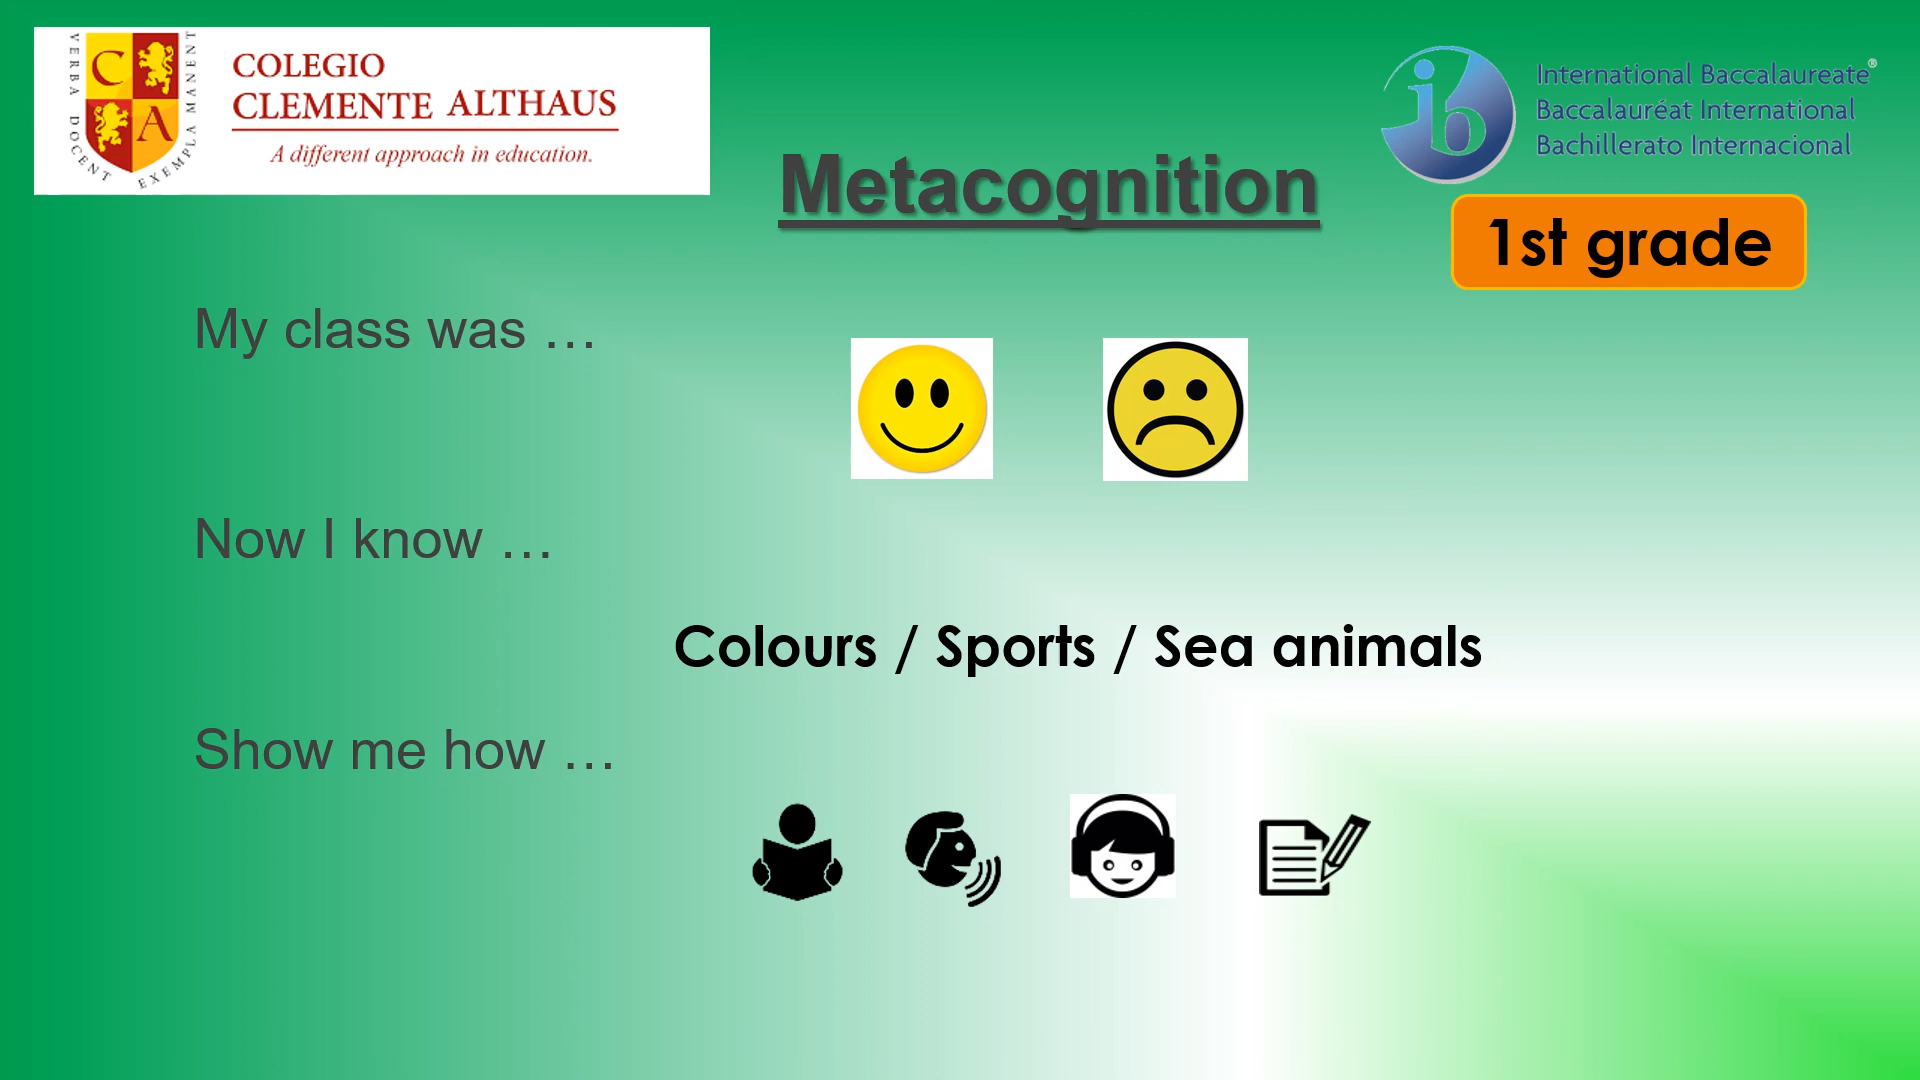 C A
VERBA DOCENT EXEMPLA MANENT
COLEGIO
CLEMENTE ALTHAUS
A different approach in education.
ib
International Baccalaureate®
Baccalauréat International
Bachillerato Internacional
Metacognition
1st grade
My class was …
Now I know …
Colours / Sports / Sea animals
Show me how …